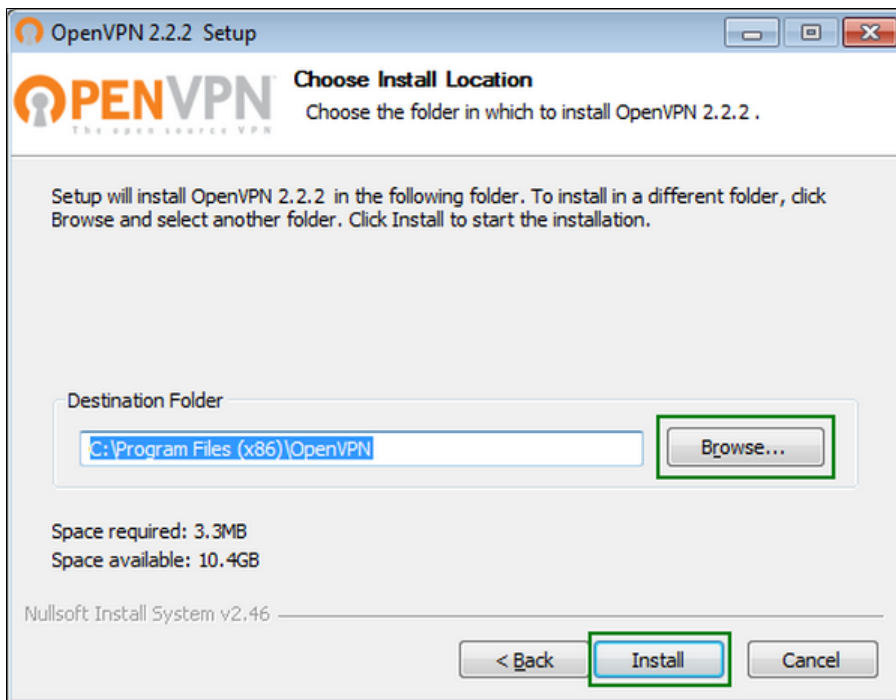 OpenVPN 2.2.2 Setup
OPENVPN
The open source VPN
Choose Install Location
Choose the folder in which to install OpenVPN 2.2.2 .
Setup will install OpenVPN 2.2.2 in the following folder. To install in a different folder, click
Browse and select another folder. Click Install to start the installation.
Destination Folder
C:\Program Files (x86)\OpenVPN
Browse...
Space required: 3.3MB
Space available: 10.4GB
Nullsoft Install System v2.46
< Back
Install
Cancel